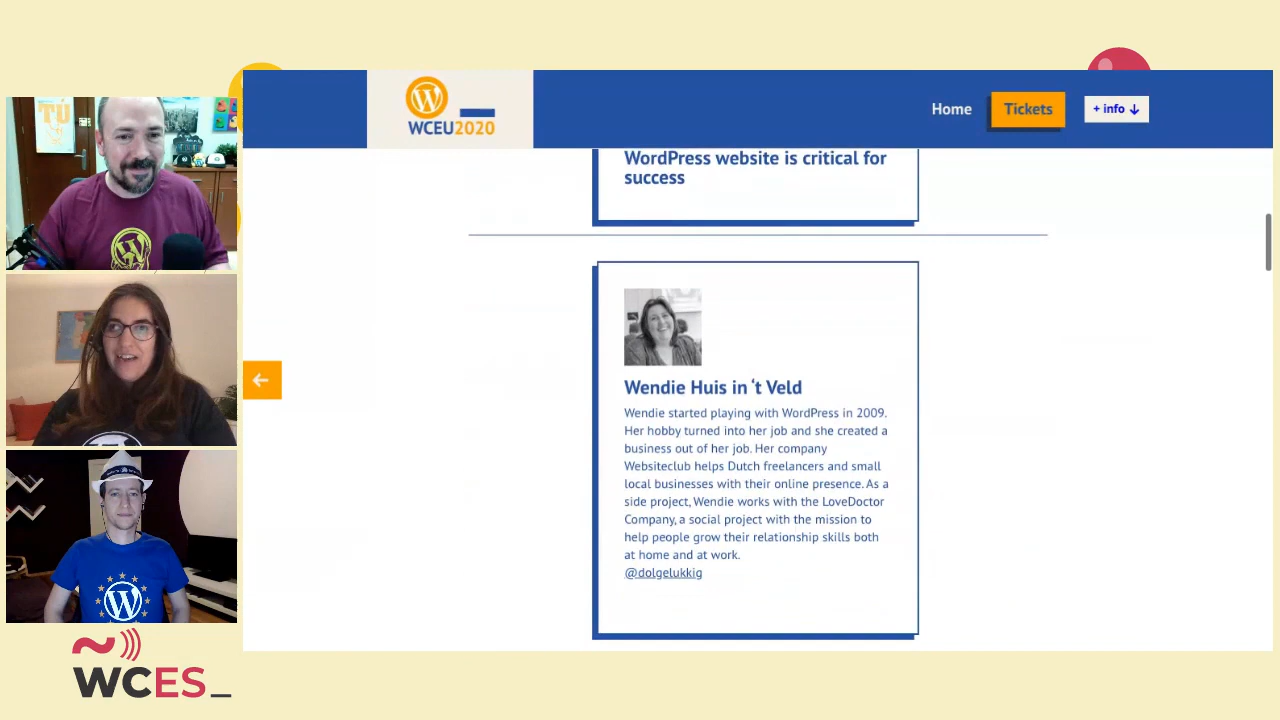 WCEU2020
Home
Tickets
+ info ↓
WordPress website is critical for
success
Wendie Huis in ‘t Veld
Wendie started playing with WordPress in 2009.
Her hobby turned into her job and she created a
business out of her job. Her company
Websiteclub helps Dutch freelancers and small
local businesses with their online presence. As a
side project, Wendie works with the LoveDoctor
Company, a social project with the mission to
help people grow their relationship skills both
at home and at work.
@dolgelukkig
TÚ
WCES_